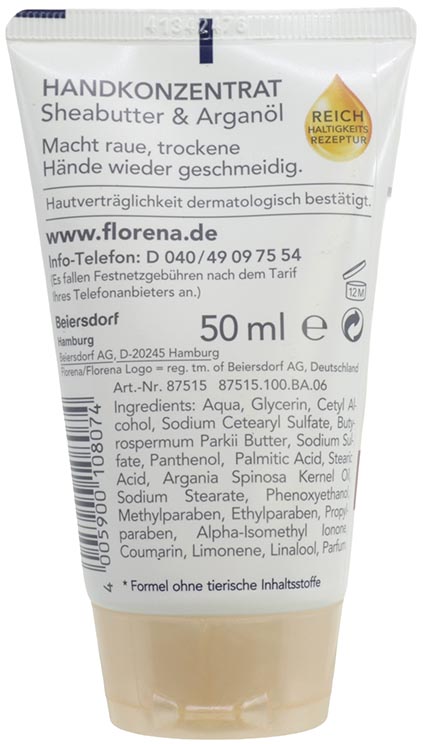 41342476
HANDKONZENTRAT
Sheabutter & Arganöl
REICH
HALTIGKEITS
REZEPTUR
Macht raue, trockene
Hände wieder geschmeidig.
Hautverträglichkeit dermatologisch bestätigt.
www.florena.de
Info-Telefon: D 040/49 09 75 54
(Es fallen Festnetzgebühren nach dem Tarif
Ihres Telefonanbieters an.)
12M
Beiersdorf
Hamburg
50 ml e
Beiersdorf AG, D-20245 Hamburg
Florena/Florena Logo = reg. tm. of Beiersdorf AG, Deutschland
Art.-Nr. 87515 87515.100.BA.06
Ingredients: Aqua, Glycerin, Cetyl Al-
cohol, Sodium Cetearyl Sulfate, Buty-
rospermum Parkii Butter, Sodium Sul-
fate, Panthenol, Palmitic Acid, Stearic
Acid, Argania Spinosa Kernel Oil,
Sodium Stearate, Phenoxyethanol,
Methylparaben, Ethylparaben, Propyl-
paraben, Alpha-Isomethyl Ionone,
Coumarin, Limonene, Linalool, Parfum
4 005900 108074
* Formel ohne tierische Inhaltsstoffe